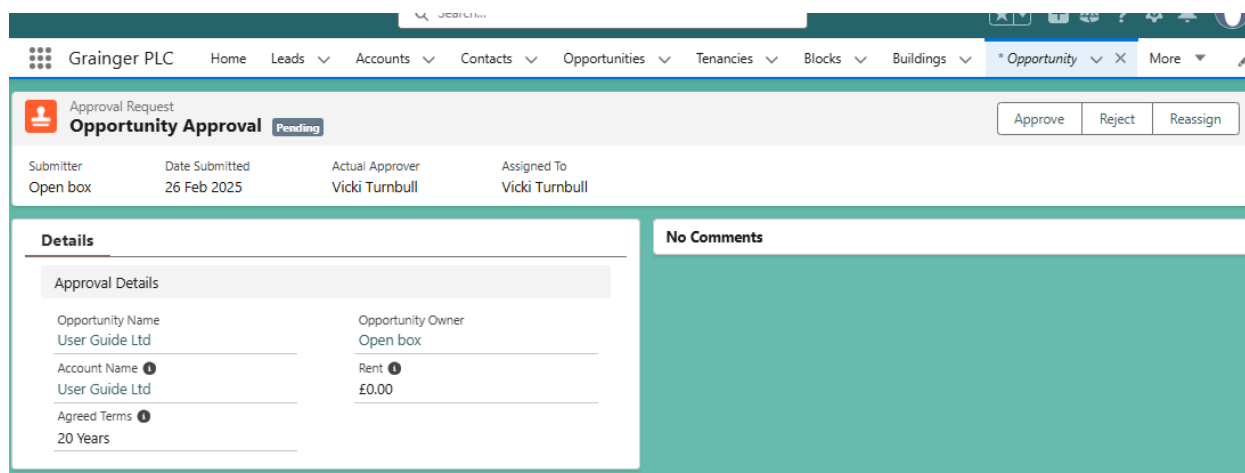 Search...
Grainger PLC Home Leads Accounts Contacts Opportunities Tenancies Blocks Buildings * Opportunity More
Approval Request
Opportunity Approval Pending
Approve Reject Reassign
Submitter Date Submitted Actual Approver Assigned To
Open box 26 Feb 2025 Vicki Turnbull Vicki Turnbull
Details
No Comments
Approval Details
Opportunity Name Opportunity Owner
User Guide Ltd Open box
Account Name Rent
User Guide Ltd £0.00
Agreed Terms
20 Years